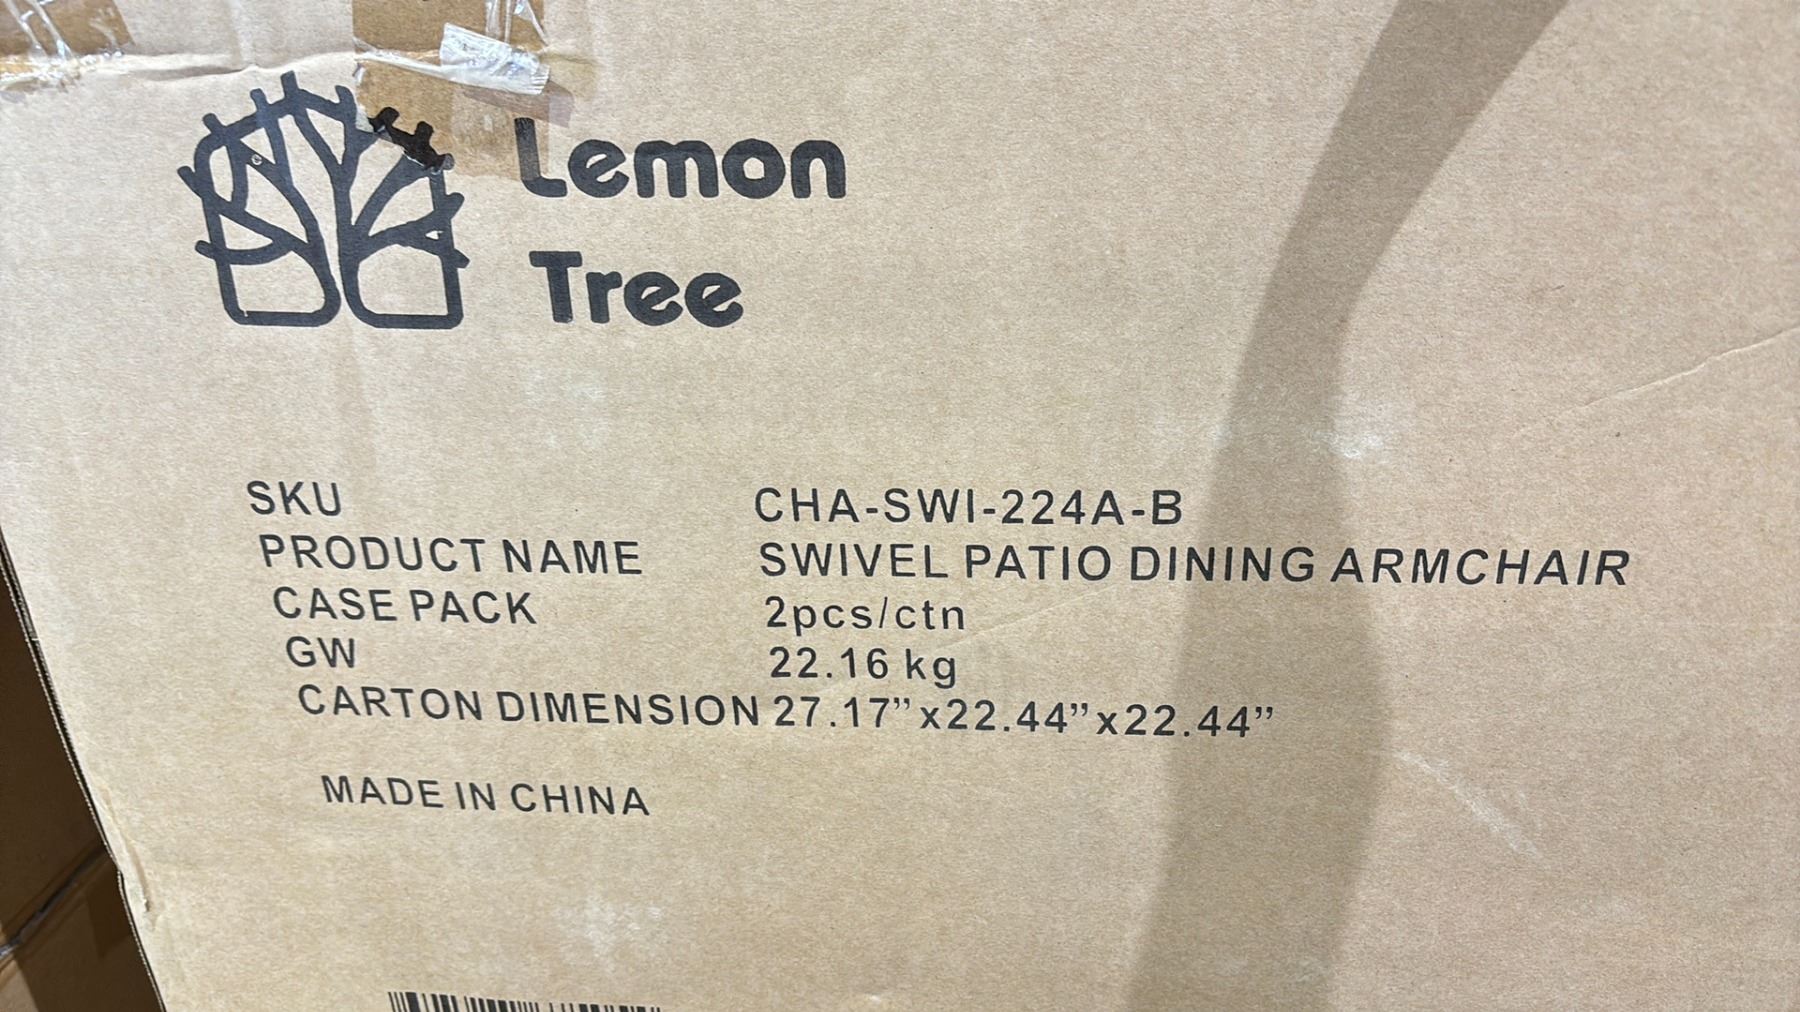 Lemon
Tree
SKU CHA-SWI-224A-B
PRODUCT NAME SWIVEL PATIO DINING ARMCHAIR
CASE PACK 2pcs/ctn
GW 22.16 kg
CARTON DIMENSION 27.17”x22.44”x22.44”
MADE IN CHINA